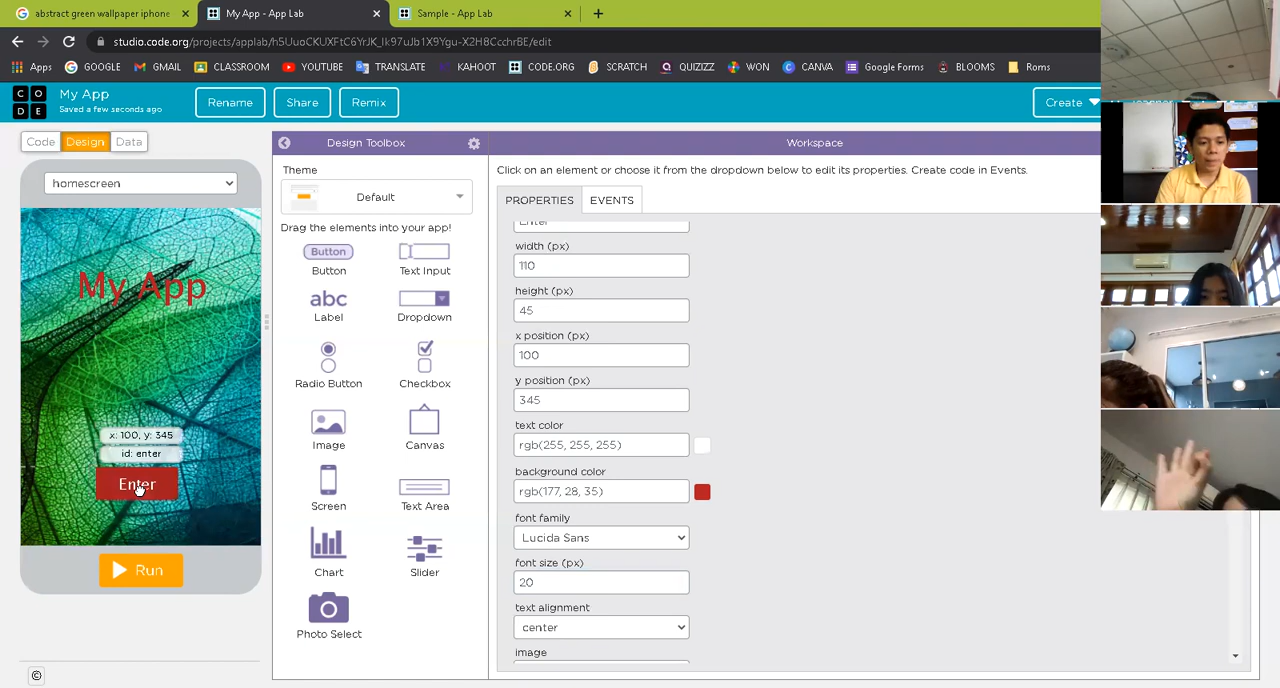 abstract green wallpaper iphone
My App - App Lab
Sample - App Lab
studio.code.org/projects/applab/h5UuoCKUXFtC6YrJK_lk97uJb1X9Ygu-X2H8CcchrBE/edit
Apps GOOGLE GMAIL CLASSROOM YOUTUBE TRANSLATE KAHOOT CODE.ORG SCRATCH QUIZIZZ WON CANVA Google Forms BLOOMS Roms
C O
D E
My App
Saved a few seconds ago
Rename
Share
Remix
Create
Code Design Data
Design Toolbox
Workspace
homescreen
Theme
Default
Drag the elements into your app!
Button
Button
Text Input
abc
Label
Dropdown
Radio Button
Checkbox
Image
Canvas
Screen
Text Area
Chart
Slider
Photo Select
My App
x: 100, y: 345
id: enter
Enter
Run
©
Click on an element or choose it from the dropdown below to edit its properties. Create code in Events.
PROPERTIES EVENTS
Enter
width (px)
110
height (px)
45
x position (px)
100
y position (px)
345
text color
rgb(255, 255, 255)
background color
rgb(177, 28, 35)
font family
Lucida Sans
font size (px)
20
text alignment
center
image